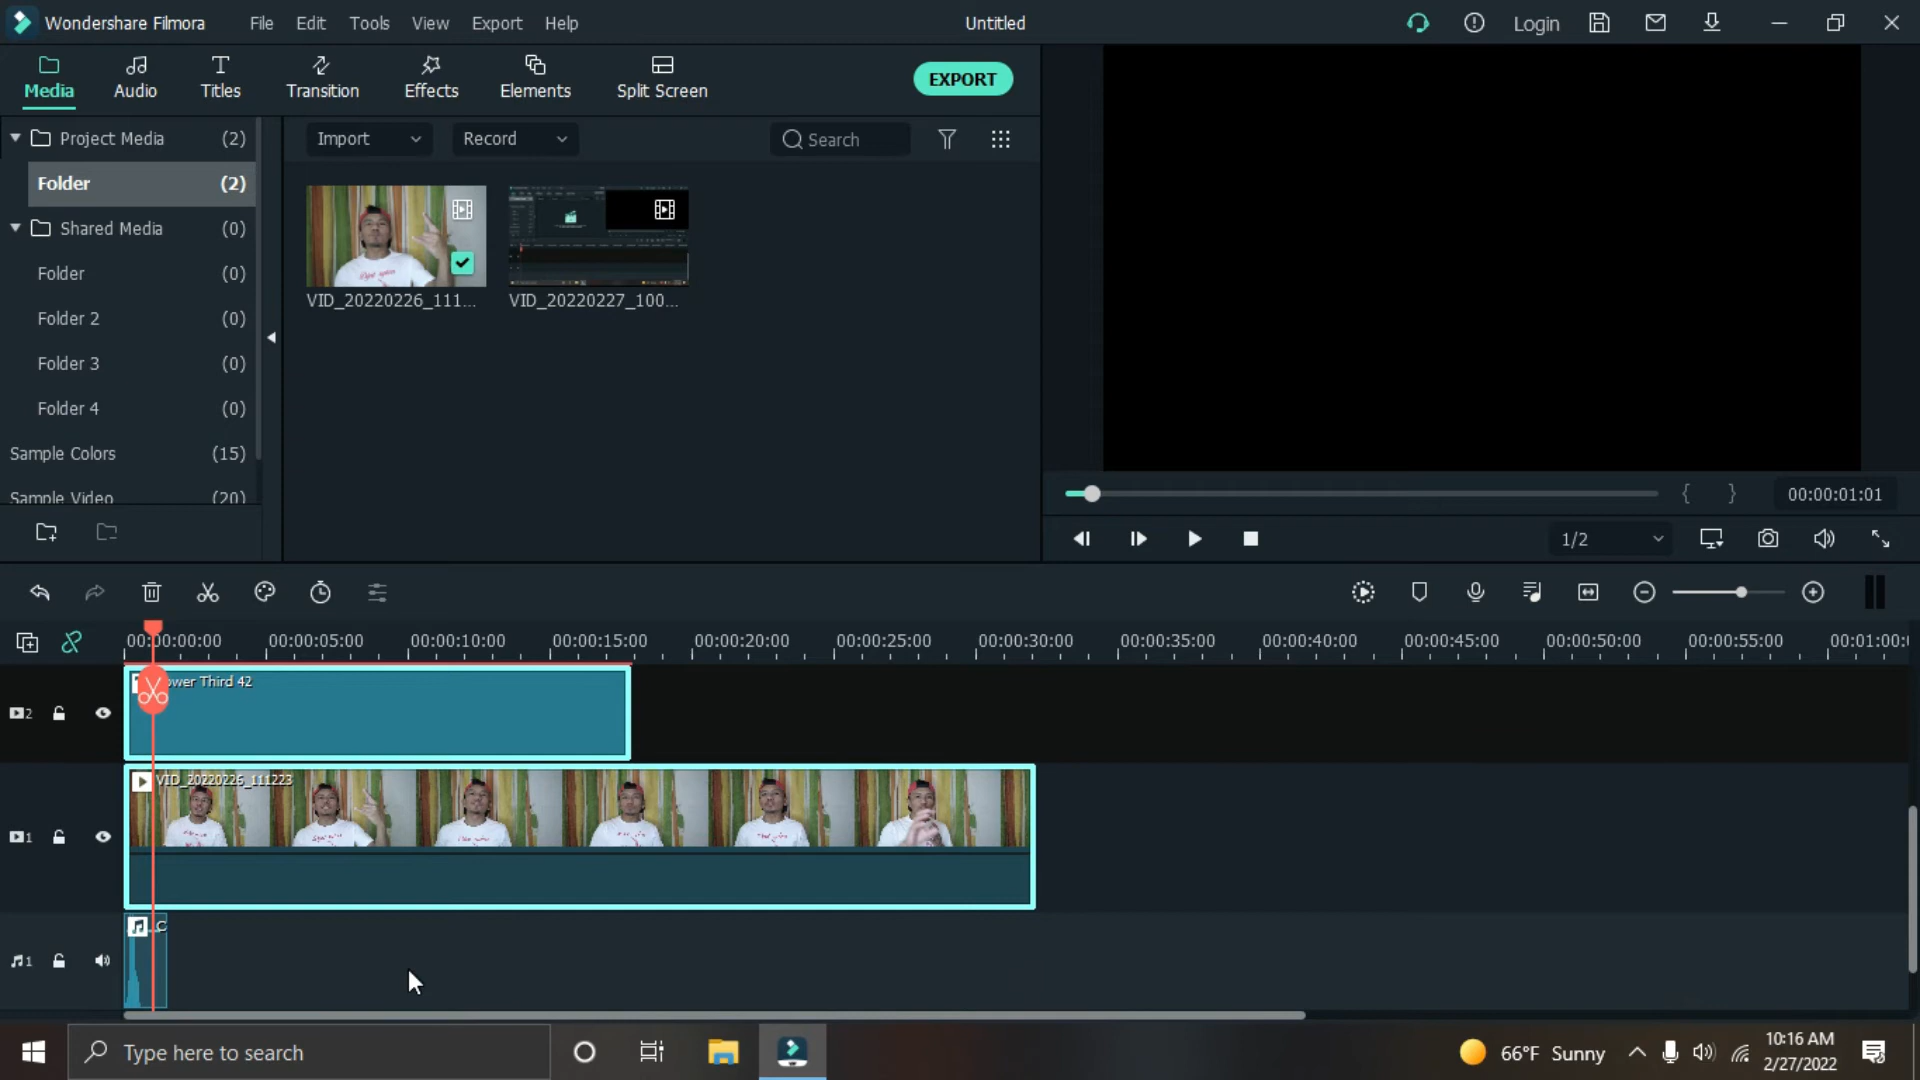 Wondershare Filmora File Edit Tools View Export Help Untitled Login
Media Audio Titles Transition Effects Elements Split Screen EXPORT
Project Media (2)
Import Record Search
Folder (2)
Shared Media (0)
Folder (0)
VID_20220226_111... VID_20220227_100...
Folder 2 (0)
Folder 3 (0)
Folder 4 (0)
Sample Colors (15)
Sample Video (20)
00:00:01:01
1/2
00:00:00:00 00:00:05:00 00:00:10:00 00:00:15:00 00:00:20:00 00:00:25:00 00:00:30:00 00:00:35:00 00:00:40:00 00:00:45:00 00:00:50:00 00:00:55:00 00:01:00:0
ower Third 42
2
VID_20220226_111223
1
C
1
Type here to search
66°F Sunny
10:16 AM
2/27/2022